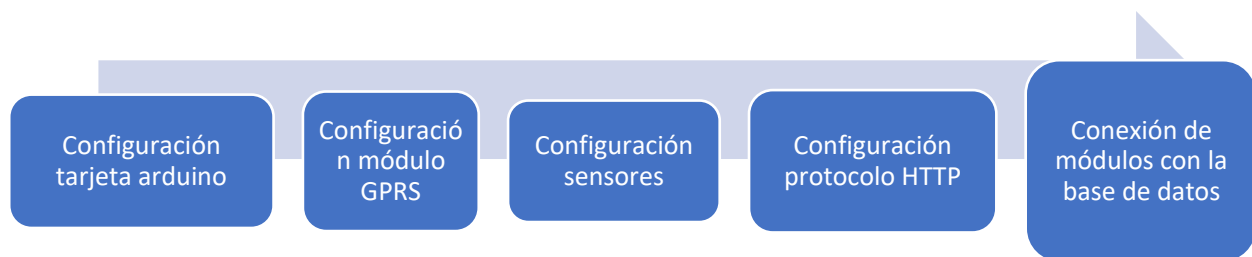 Configuración
tarjeta arduino
Configuració
n módulo
GPRS
Configuración
sensores
Configuración
protocolo HTTP
Conexión de
módulos con la
base de datos